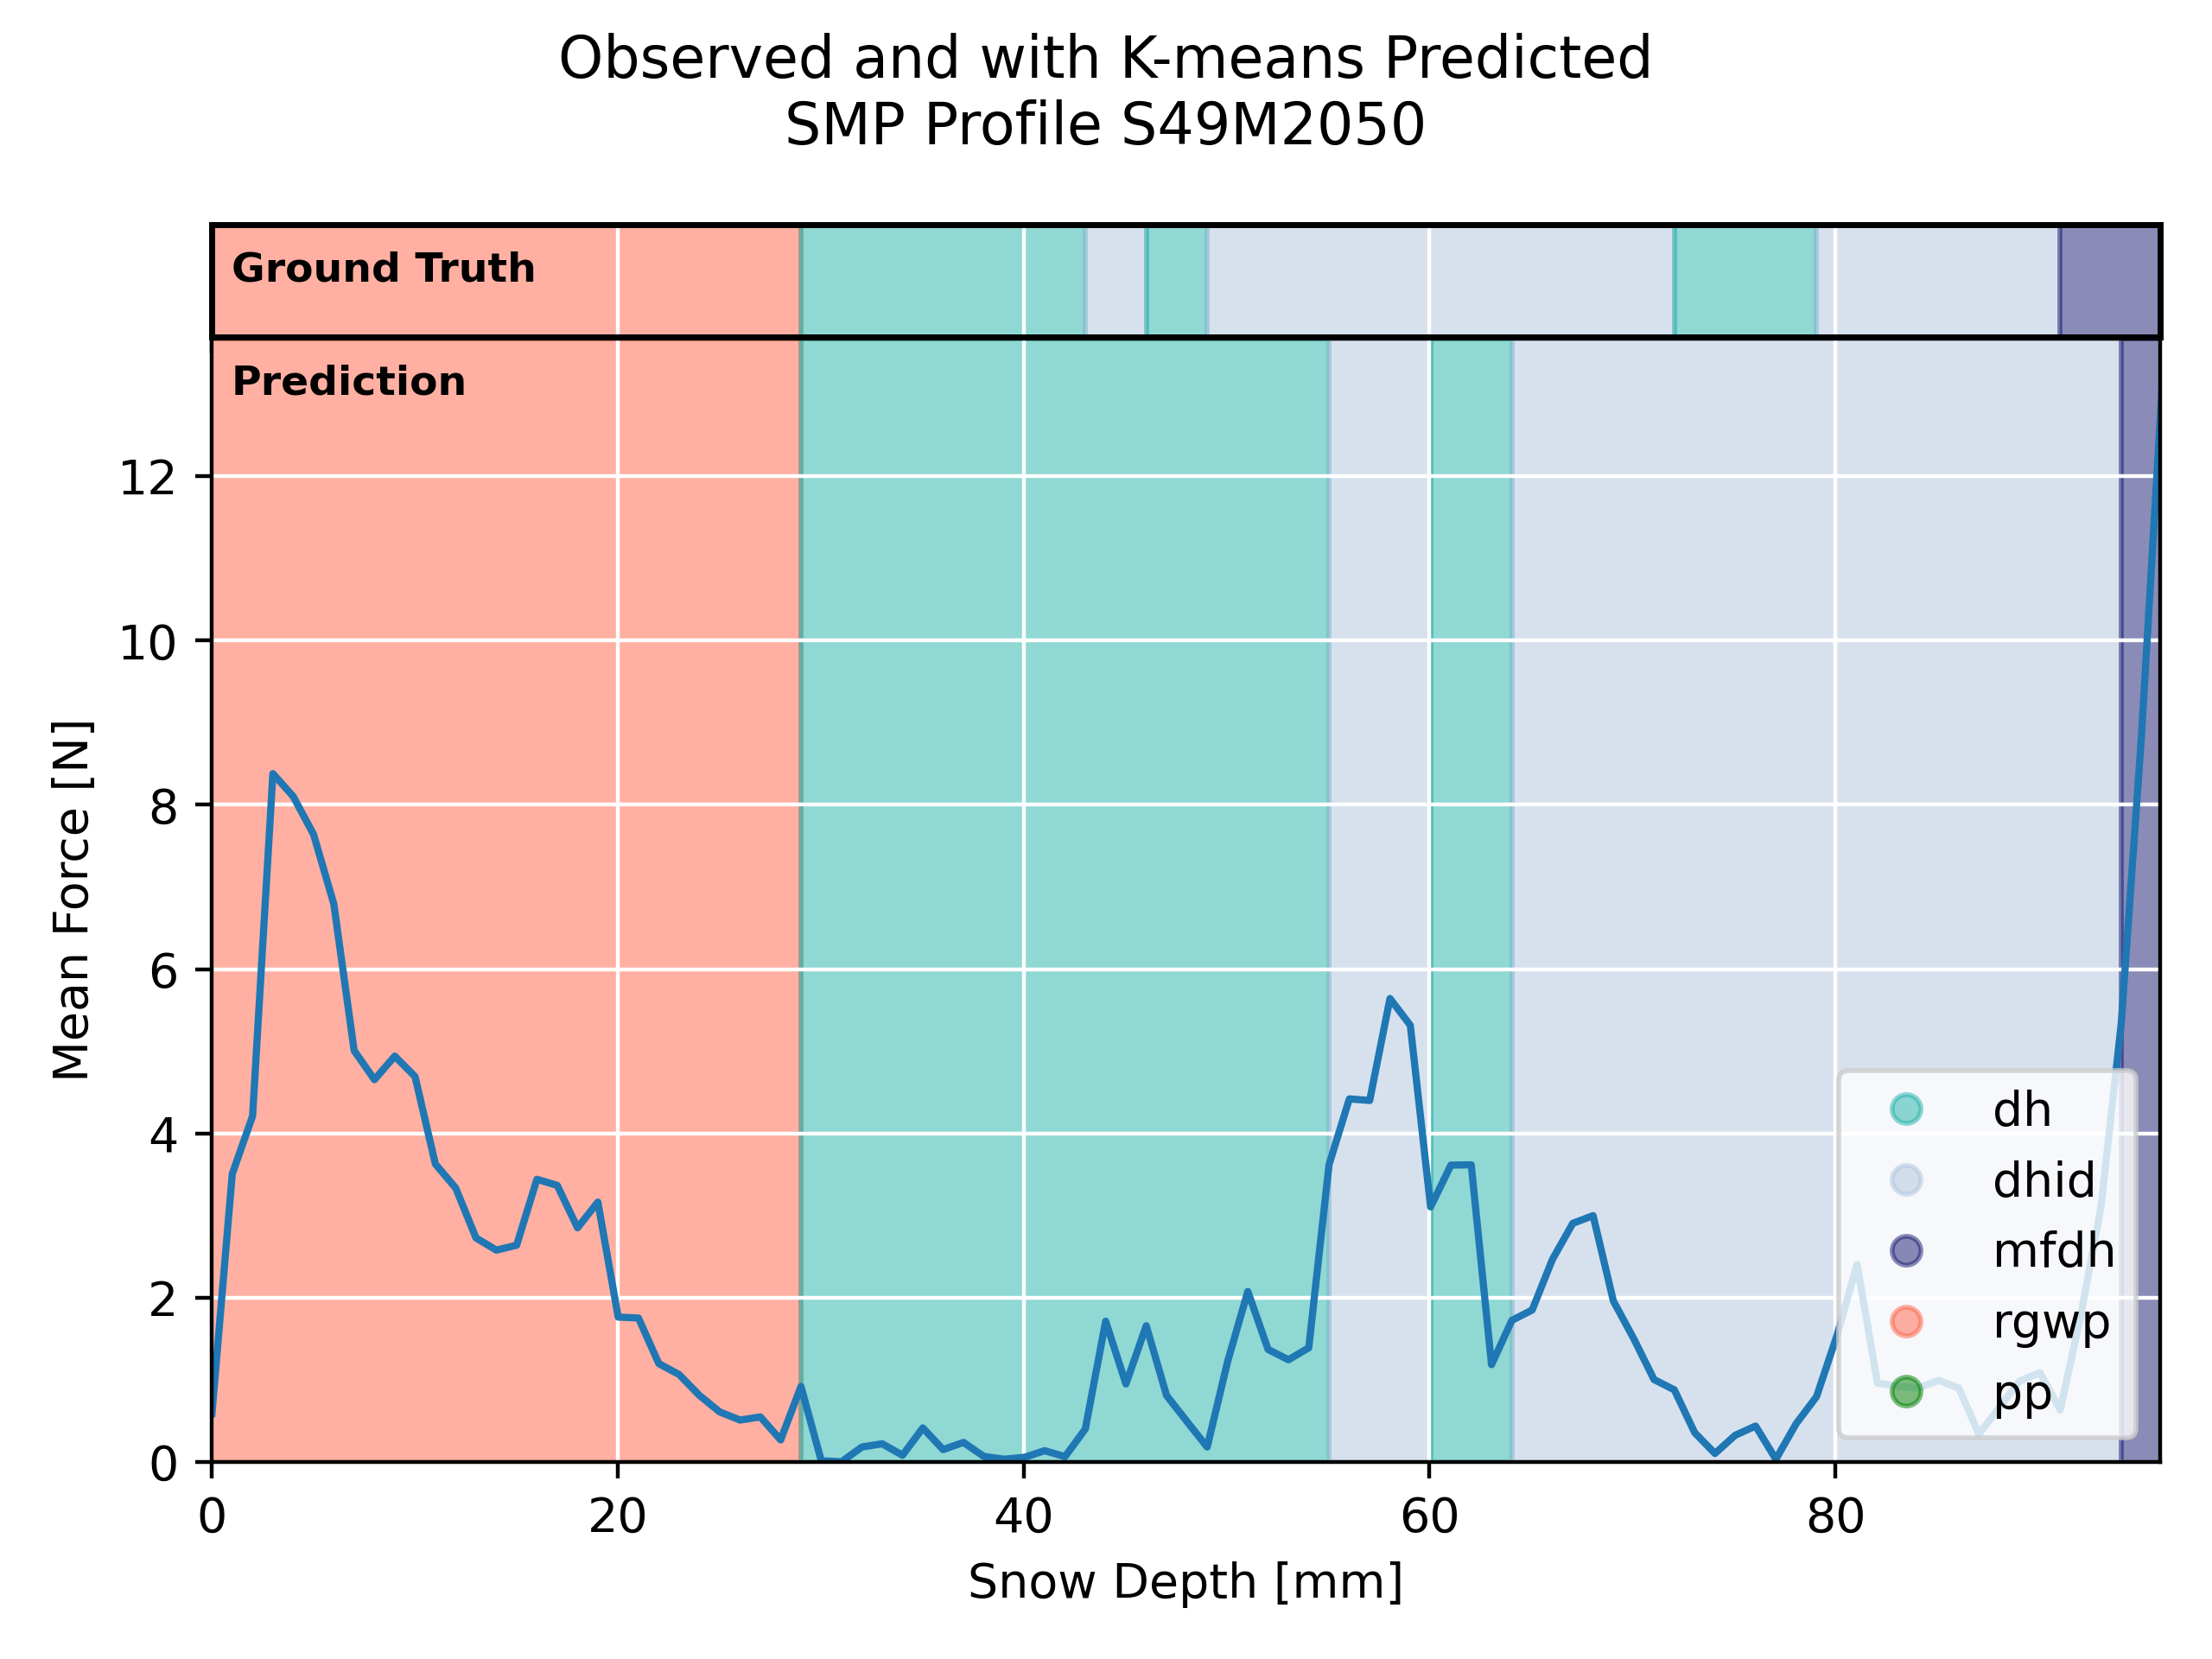 Observed and with K-means Predicted
SMP Profile S49M2050
Ground Truth
Prediction
12
10
8
6
4
2
0
Mean Force [N]
dh
dhid
mfdh
rgwp
pp
0 20 40 60 80
Snow Depth [mm]